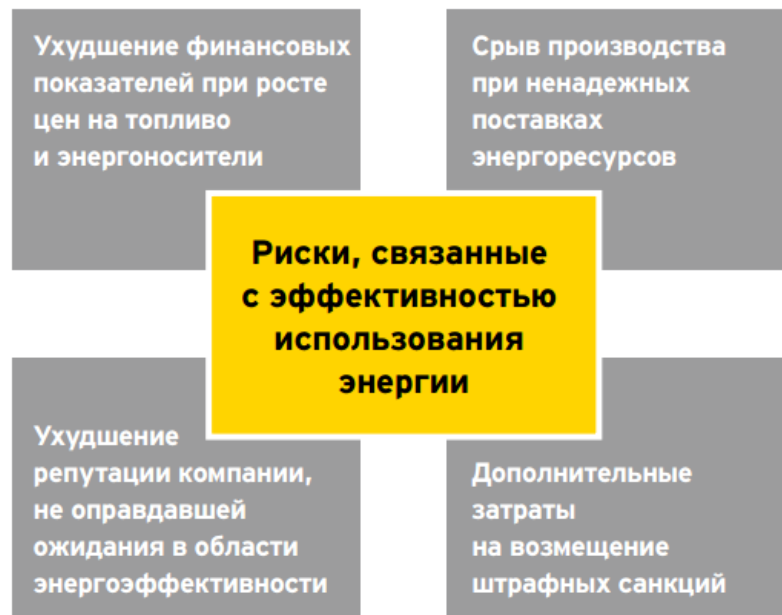 Ухудшение финансовых
показателей при росте
цен на топливо
и энергоносители
Срыв производства
при ненадежных
поставках
энергоресурсов
Риски, связанные
с эффективностью
использования
энергии
Ухудшение
репутации компании,
не оправдавшей
ожидания в области
энергоэффективности
Дополнительные
затраты
на возмещение
штрафных санкций